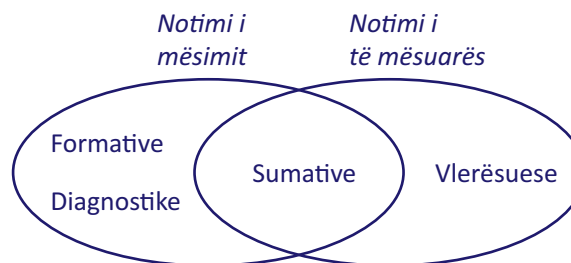 Notimi i
mësimit
Notimi i
të mësuarës
Formative
Diagnostike
Sumative
Vlerësuese